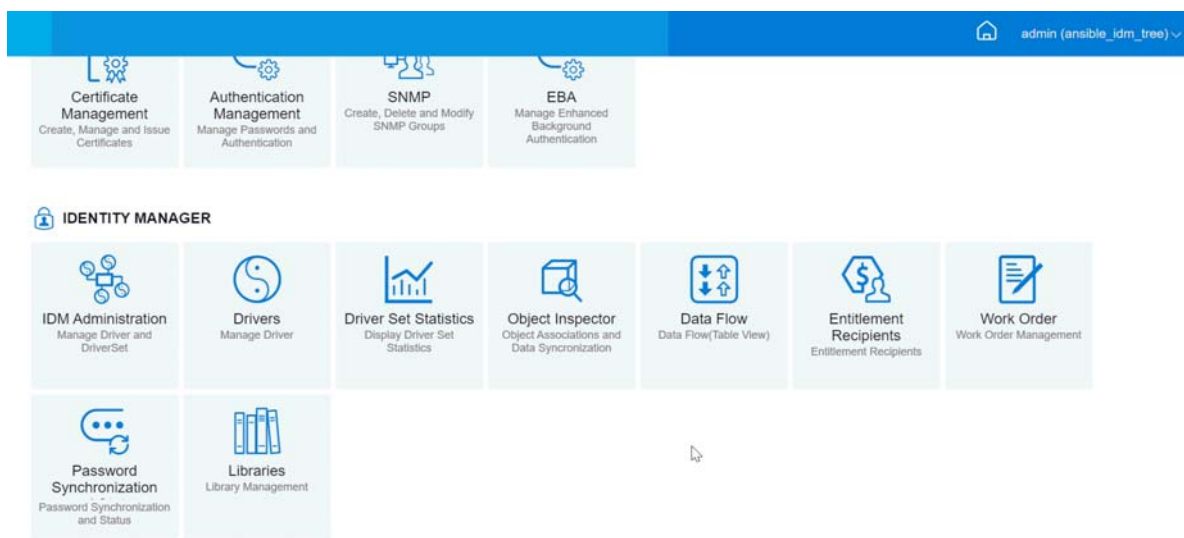 admin (ansible_idm_tree)
Certificate
Management
Create, Manage and Issue
Certificates
Authentication
Management
Manage Passwords and
Authentication
SNMP
Create, Delete and Modify
SNMP Groups
EBA
Manage Enhanced
Background
Authentication
IDENTITY MANAGER
IDM Administration
Manage Driver and
DriverSet
Drivers
Manage Driver
Driver Set Statistics
Display Driver Set
Statistics
Object Inspector
Object Associations and
Data Syncronization
Data Flow
Data Flow(Table View)
Entitlement
Recipients
Entitlement Recipients
Work Order
Work Order Management
Password
Synchronization
Password Synchronization
and Status
Libraries
Library Management